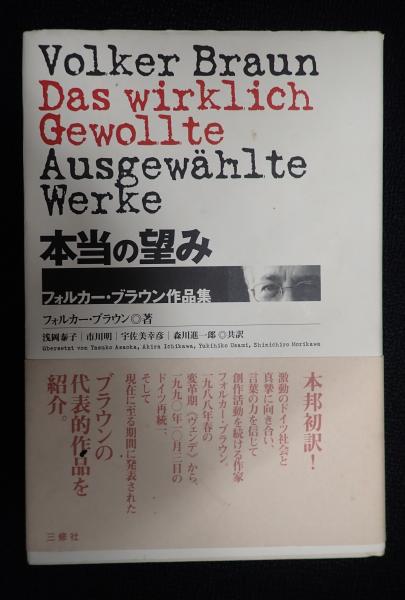 Volker Braun
Das wirklich
Gewollte
Ausgewählte
Werke
本当の望み
フォルカー・ブラウン作品集
フォルカー・ブラウン◎著
浅岡泰子|市川明|宇佐美幸彦|森川進一郎◎共訳
Übersetzt von Yasuko Asaoka, Akira Ichikawa, Yukihiko Usami, Shinichiro Morikawa
本邦初訳!
激動のドイツ社会と
真摯に向き合い、
言葉の力を信じて
創作活動を続ける作家
フォルカー・ブラウン。
一九八八年春の
変革期〈ヴェンデ〉から、
一九九〇年一〇月三日の
ドイツ再統一、
そして
現在に至る期間に発表された
ブラウンの
代表的作品を
紹介。
三修社